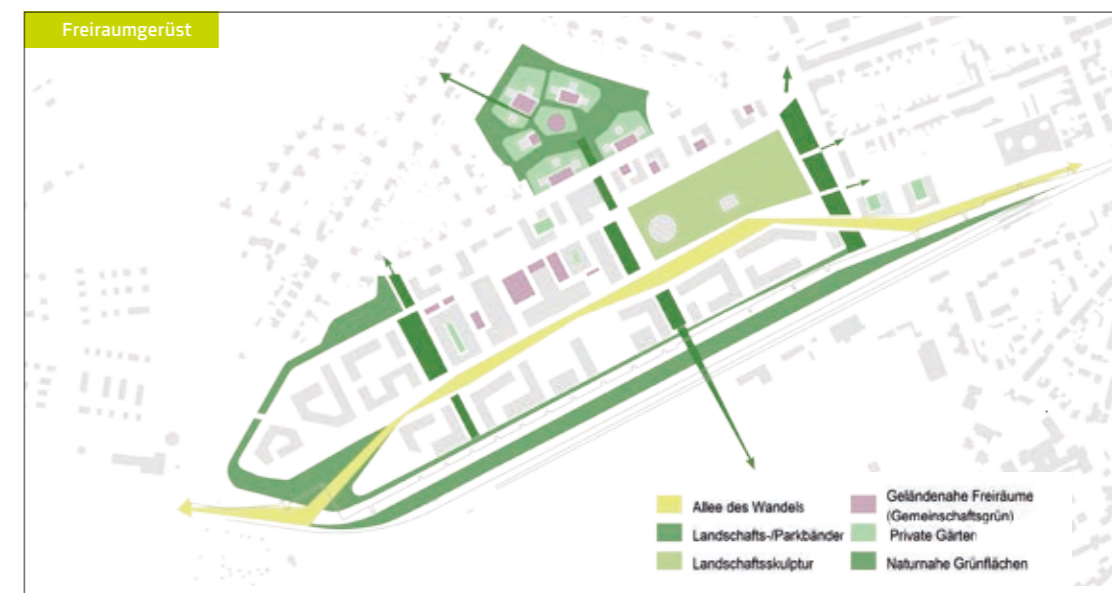 Freiraumgerüst
Allee des Wandels
Landschafts-/Parkbänder
Landschaftsskulptur
Geländenahe Freiräume
(Gemeinschaftsgrün)
Private Gärten
Naturnahe Grünflächen